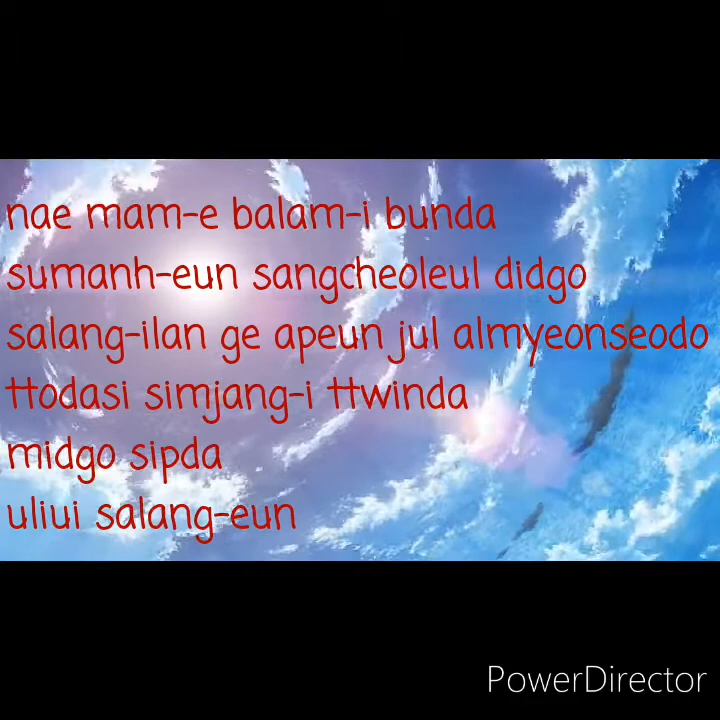 nae mam-e balam-i bunda
sumanh-eun sangcheoleul didgo
salang-ilan ge apeun jul almyeonseodo
ttodasi simjang-i ttwinda
midgo sipda
uliui salang-eun
PowerDirector